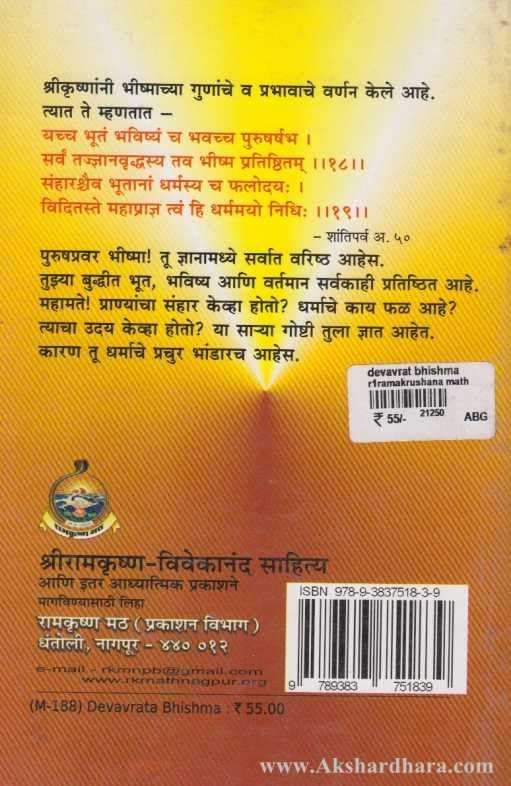 श्रीकृष्णांनी भीष्माच्या गुणांचे व प्रभावाचे वर्णन केले आहे.
त्यात ते म्हणतात –
यच्च भूतं भविष्यं च भवच्च पुरुषर्षभ ।
सर्वं तज्ज्ञानवृद्धस्य तव भीष्म प्रतिष्ठितम् ।।१८।।
संहारश्चैव भूतानां धर्मस्य च फलोदयः ।
विदितस्ते महाप्राज्ञ त्वं हि धर्ममयो निधिः ।।१९।।
– शांतिपर्व अ. ५०
पुरुषप्रवर भीष्मा! तू ज्ञानामध्ये सर्वात वरिष्ठ आहेस.
तुझ्या बुद्धीत भूत, भविष्य आणि वर्तमान सर्वकाही प्रतिष्ठित आहे.
महामते! प्राण्यांचा संहार केव्हा होतो? धर्माचे काय फळ आहे?
त्याचा उदय केव्हा होतो? या साऱ्या गोष्टी तुला ज्ञात आहेत.
कारण तू धर्माचे प्रचुर भांडारच आहेस.
devavrat bhishma
r1ramakrushana math
₹ 55/- 21250 ABG
रामकृष्ण मठ
श्रीरामकृष्ण-विवेकानंद साहित्य
आणि इतर आध्यात्मिक प्रकाशने
मागविण्यासाठी लिहा
रामकृष्ण मठ ( प्रकाशन विभाग )
धंतोली, नागपूर – ४४० ०१२
e-mail - rkmnpb@gmail.com
www.rkmathnagpur.org
(M-188) Devavrata Bhishma : ₹ 55.00
ISBN 978-9-3837518-3-9
9 789383 751839
www.Akshardhara.com